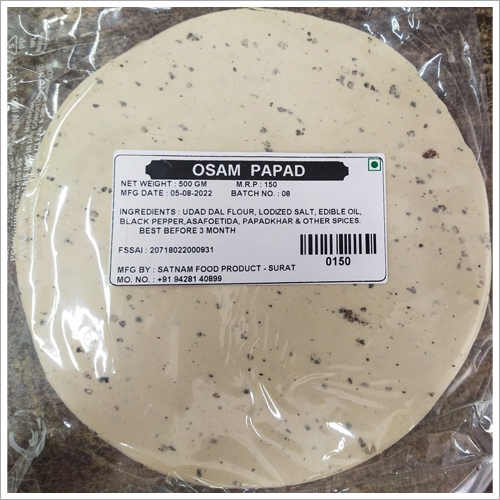 OSAM PAPAD
NET WEIGHT : 500 GM M.R.P : 150
MFG DATE : 05-08-2022 BATCH NO. : 08
INGREDIENTS : UDAD DAL FLOUR, LODIZED SALT, EDIBLE OIL,
BLACK PEPPER,ASAFOETIDA, PAPADKHAR & OTHER SPICES.
BEST BEFORE 3 MONTH
FSSAI : 20718022000931
0150
MFG BY : SATNAM FOOD PRODUCT - SURAT
MO. NO. : +91 94281 40899